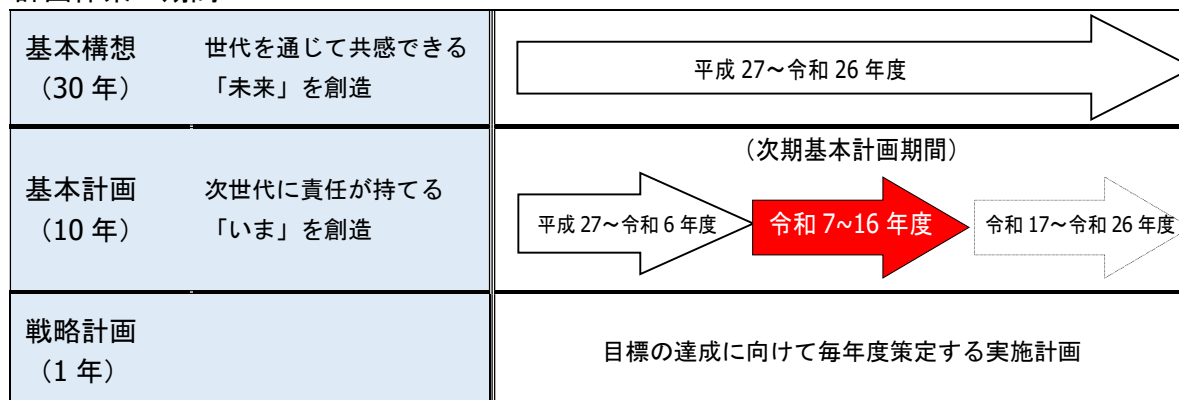 基本構想
（30 年）
世代を通じて共感できる
「未来」を創造
平成 27～令和 26 年度
基本計画
（10 年）
次世代に責任が持てる
「いま」を創造
（次期基本計画期間）
平成 27～令和 6 年度
令和 7~16 年度
令和 17～令和 26 年度
戦略計画
（1 年）
目標の達成に向けて毎年度策定する実施計画